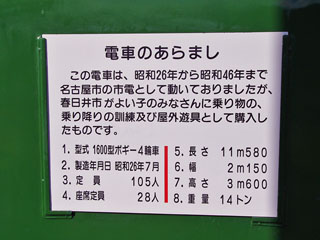 電車のあらまし
この電車は、昭和26年から昭和46年まで
名古屋市の市電として動いておりましたが、
春日井市がよい子のみなさんに乗り物の、
乗り降りの訓練及び屋外遊具として購入し
たものです。
1. 型式 1600型ボギー4輪車
2. 製造年月日 昭和26年7月
3. 定員 105人
4. 座席定員 28人
5. 長さ 11m580
6. 幅 2m150
7. 高さ 3m600
8. 重量 14トン